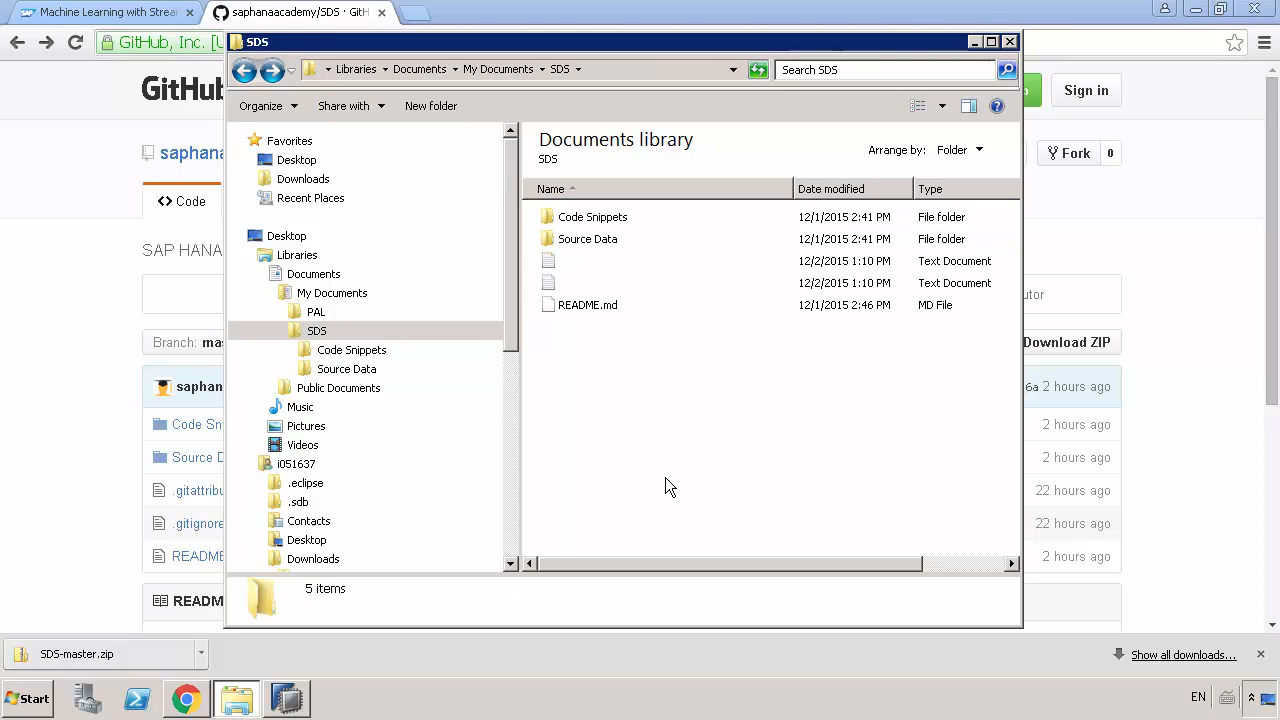 Machine Learning with Strea
saphanaacademy/SDS · GitH
GitHub, Inc. [U
SDS
Libraries
Documents
My Documents
SDS
Search SDS
Organize
Share with
New folder
GitHub
Sign in
saphana
Fork
0
Code
SAP HANA
Branch: mas
Download ZIP
saphan
6a 2 hours ago
Code Sn
2 hours ago
Source D
2 hours ago
.gitattribu
22 hours ago
.gitignore
22 hours ago
README
2 hours ago
README
Favorites
Desktop
Downloads
Recent Places
Desktop
Libraries
Documents
My Documents
PAL
SDS
Code Snippets
Source Data
Public Documents
Music
Pictures
Videos
i051637
.eclipse
.sdb
Contacts
Desktop
Downloads
Documents library
SDS
Arrange by:
Folder
Name
Date modified
Type
Code Snippets
12/1/2015 2:41 PM
File folder
Source Data
12/1/2015 2:41 PM
File folder
12/2/2015 1:10 PM
Text Document
12/2/2015 1:10 PM
Text Document
README.md
12/1/2015 2:46 PM
MD File
5 items
SDS-master.zip
Show all downloads...
Start
EN